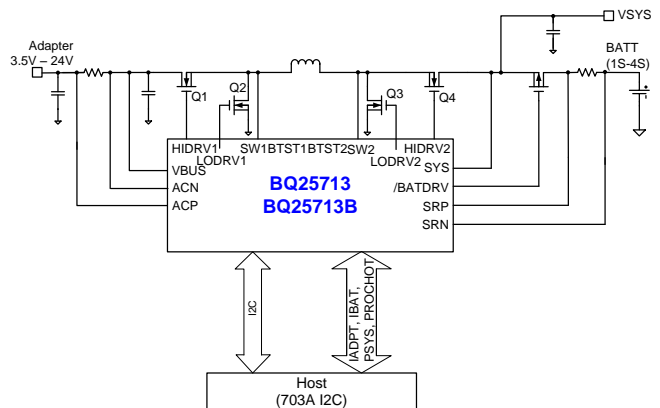 VSYS
Adapter
3.5V – 24V
BATT
(1S-4S)
Q1
Q2
Q3
Q4
HIDRV1
LODRV1
SW1
BTST1
BTST2
SW2
LODRV2
HIDRV2
VBUS
ACN
ACP
BQ25713
BQ25713B
SYS
/BATDRV
SRP
SRN
I2C
IADPT, IBAT,
PSYS, PROCHOT
Host
(703A I2C)